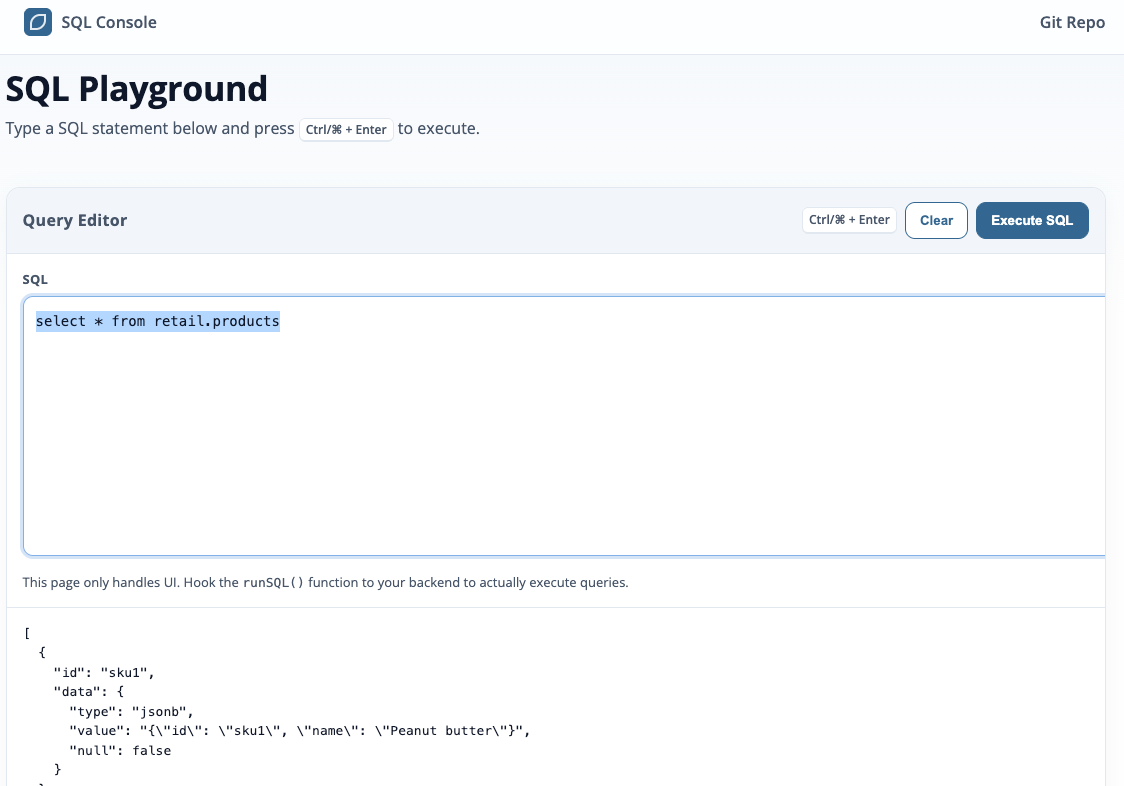 SQL Console
Git Repo
SQL Playground
Type a SQL statement below and press Ctrl/⌘ + Enter to execute.
Query Editor
Ctrl/⌘ + Enter
Clear
Execute SQL
SQL
select * from retail.products
This page only handles UI. Hook the runSQL() function to your backend to actually execute queries.
[
  {
    "id": "sku1",
    "data": {
      "type": "jsonb",
      "value": "{\"id\": \"sku1\", \"name\": \"Peanut butter\"}",
      "null": false
    }